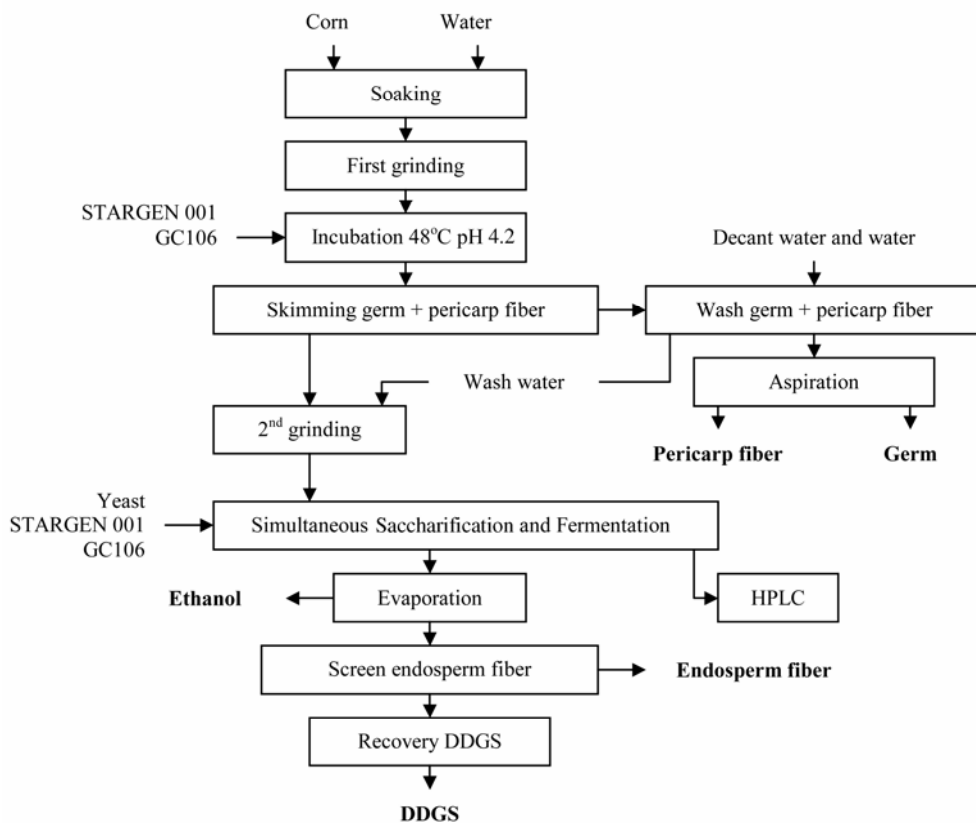 Corn
Water
Soaking
First grinding
STARGEN 001
GC106
Incubation 48°C pH 4.2
Decant water and water
Skimming germ + pericarp fiber
Wash germ + pericarp fiber
Wash water
Aspiration
2nd grinding
Pericarp fiber
Germ
Yeast
STARGEN 001
GC106
Simultaneous Saccharification and Fermentation
Ethanol
Evaporation
HPLC
Screen endosperm fiber
Endosperm fiber
Recovery DDGS
DDGS